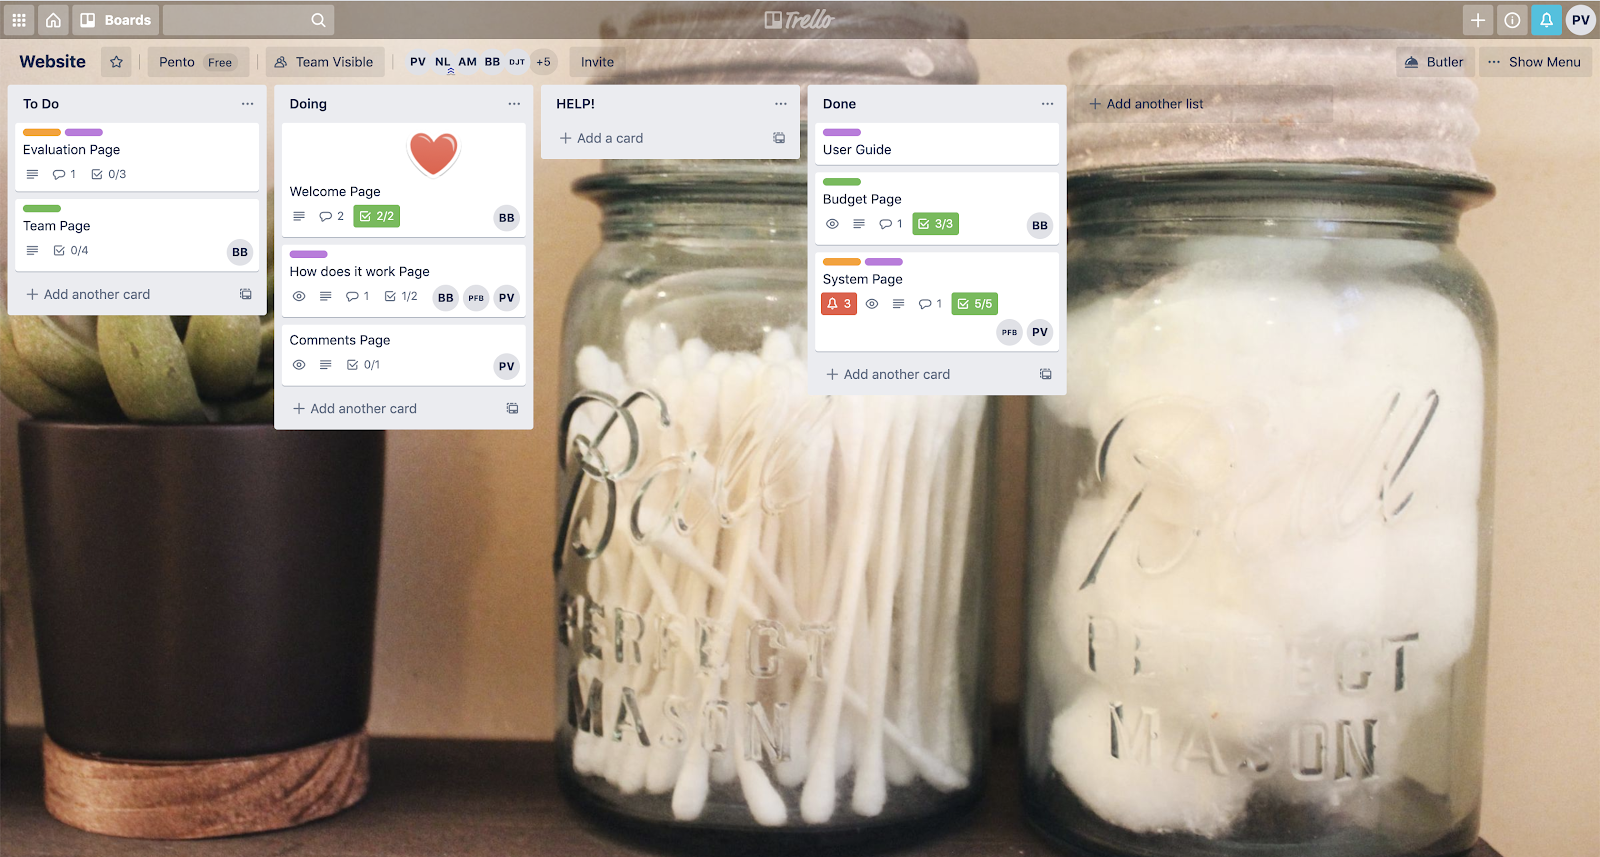 Boards
Trello
PV
Website
Pento Free
Team Visible
PV NL AM BB DJT +5
Invite
Butler
Show Menu
To Do
Evaluation Page
1 0/3
Team Page
0/4 BB
Add another card
Doing
Welcome Page
2 2/2 BB
How does it work Page
1 1/2 BB PFB PV
Comments Page
0/1 PV
Add another card
HELP!
Add a card
Done
User Guide
Budget Page
1 3/3 BB
System Page
3 1 5/5
PFB PV
Add another card
Add another list
Ball
PERFECT
MASON
Ball
PERFECT
MASON